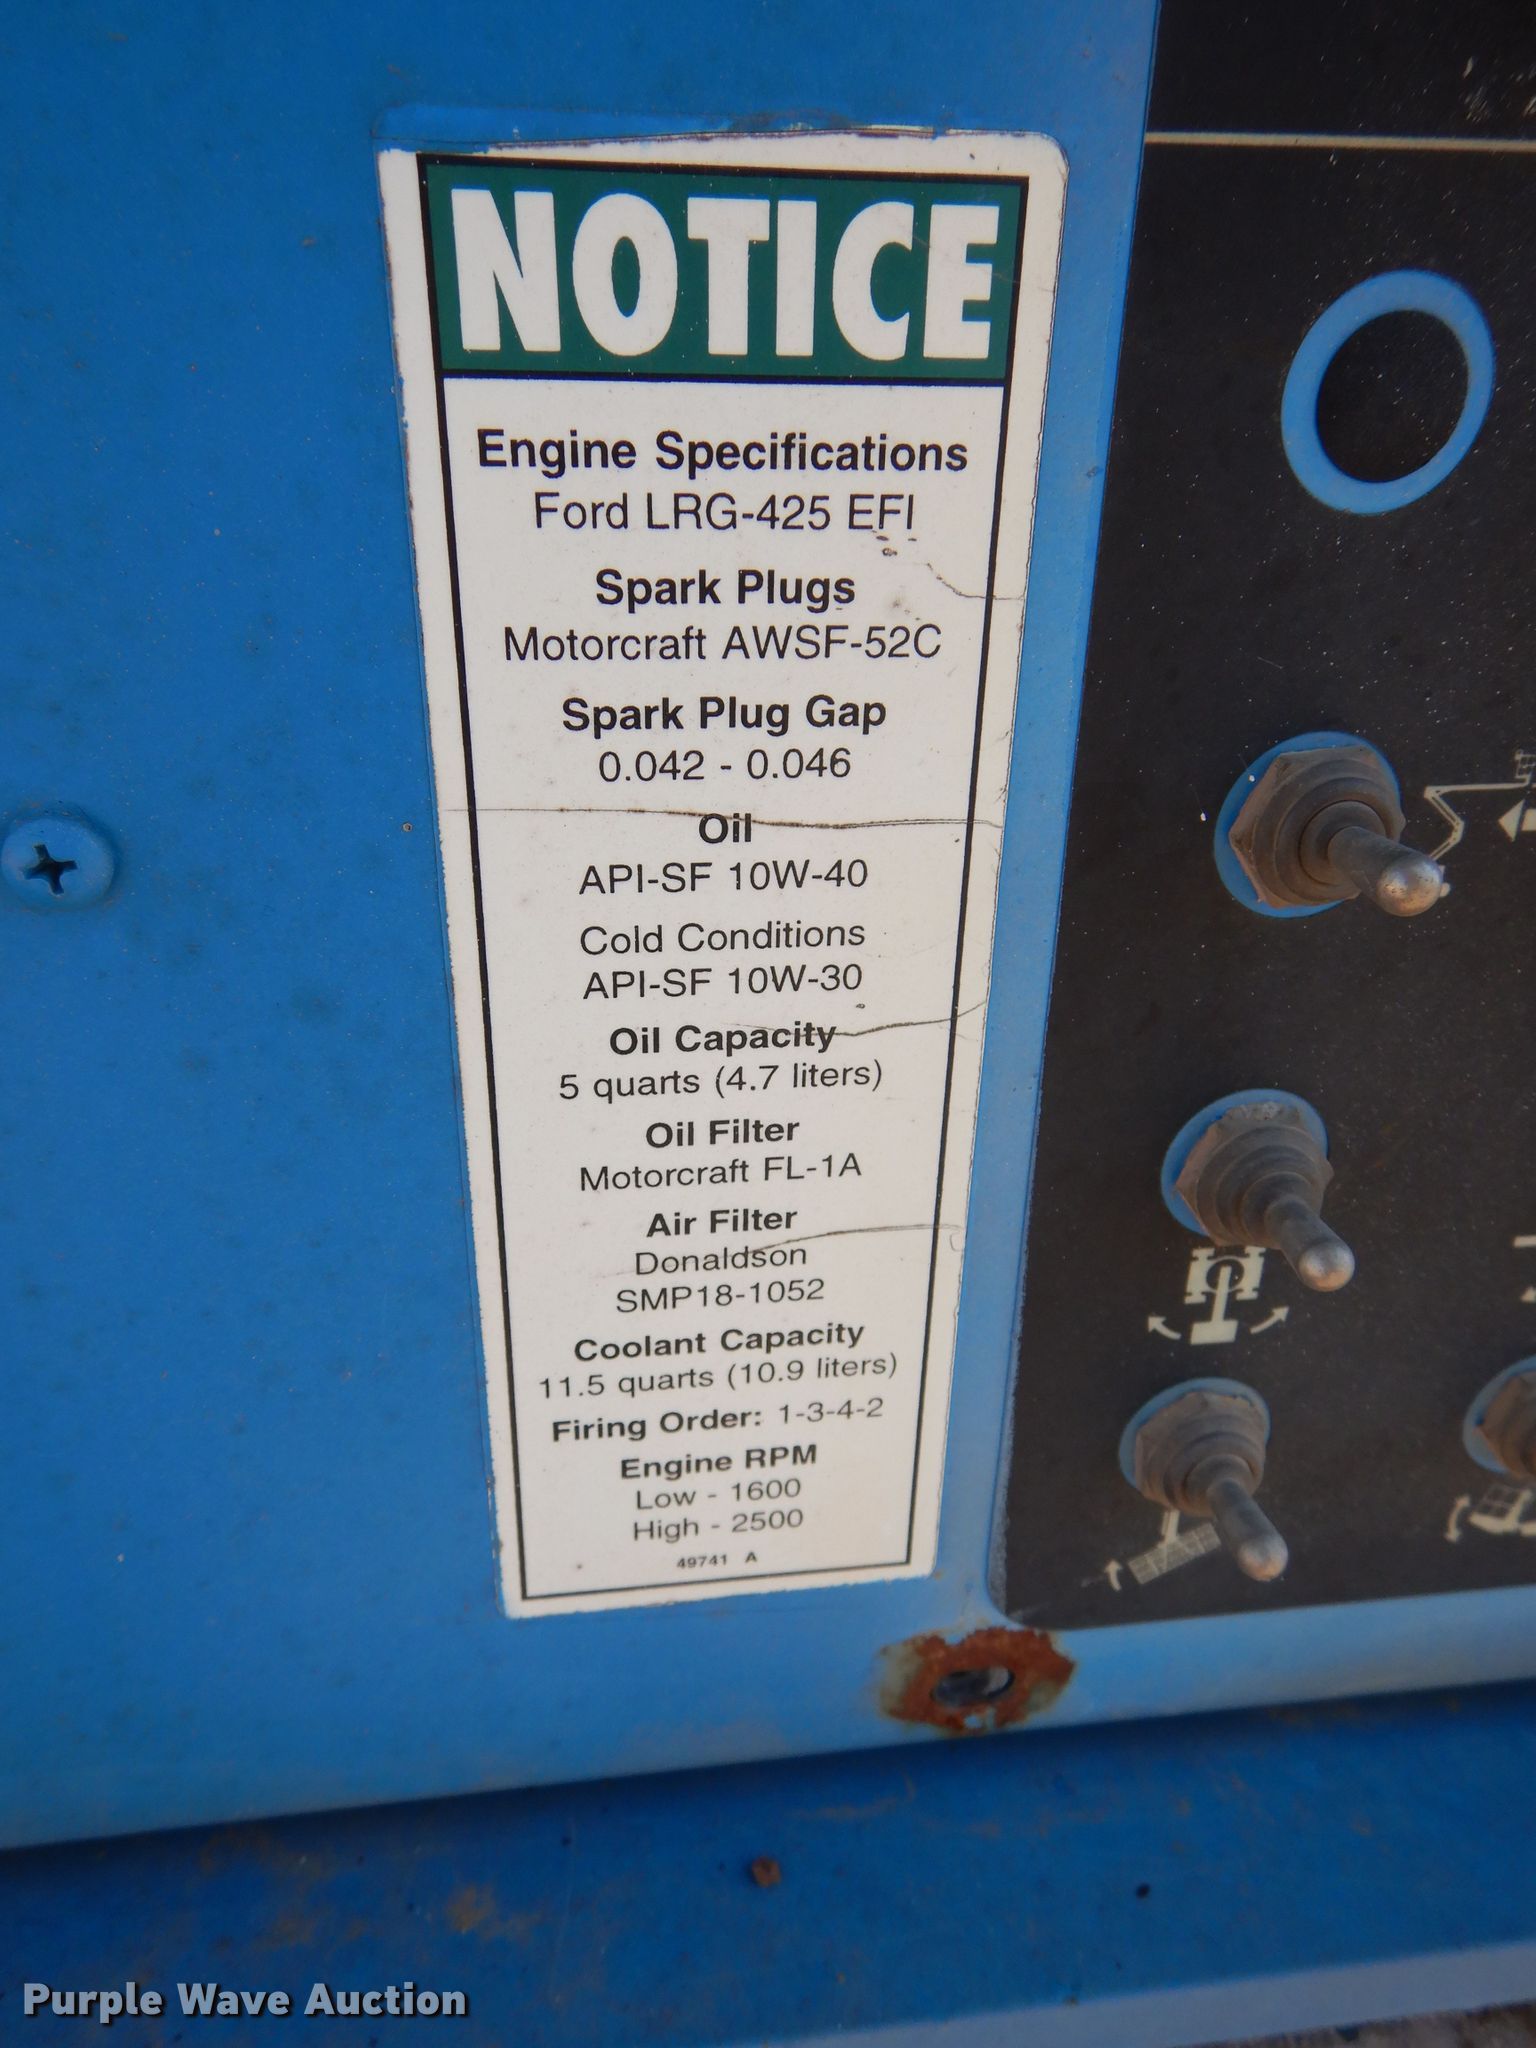 NOTICE
Engine Specifications
Ford LRG-425 EFI
Spark Plugs
Motorcraft AWSF-52C
Spark Plug Gap
0.042 - 0.046
Oil
API-SF 10W-40
Cold Conditions
API-SF 10W-30
Oil Capacity
5 quarts (4.7 liters)
Oil Filter
Motorcraft FL-1A
Air Filter
Donaldson
SMP18-1052
Coolant Capacity
11.5 quarts (10.9 liters)
Firing Order: 1-3-4-2
Engine RPM
Low - 1600
High - 2500
49741 A
Purple Wave Auction